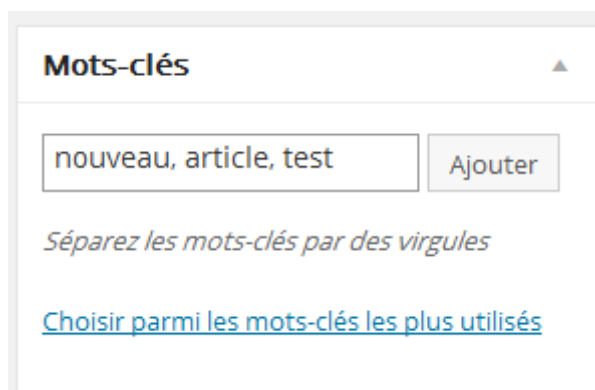 Mots-clés
nouveau, article, test
Ajouter
Séparez les mots-clés par des virgules
Choisir parmi les mots-clés les plus utilisés